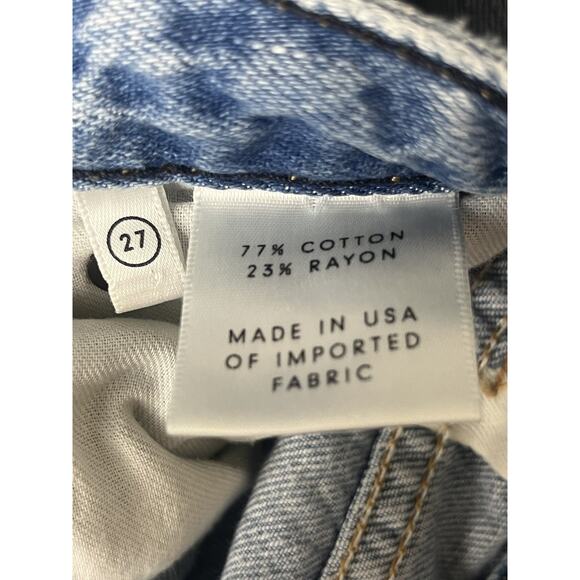 27
77% COTTON
23% RAYON
MADE IN USA
OF IMPORTED
FABRIC